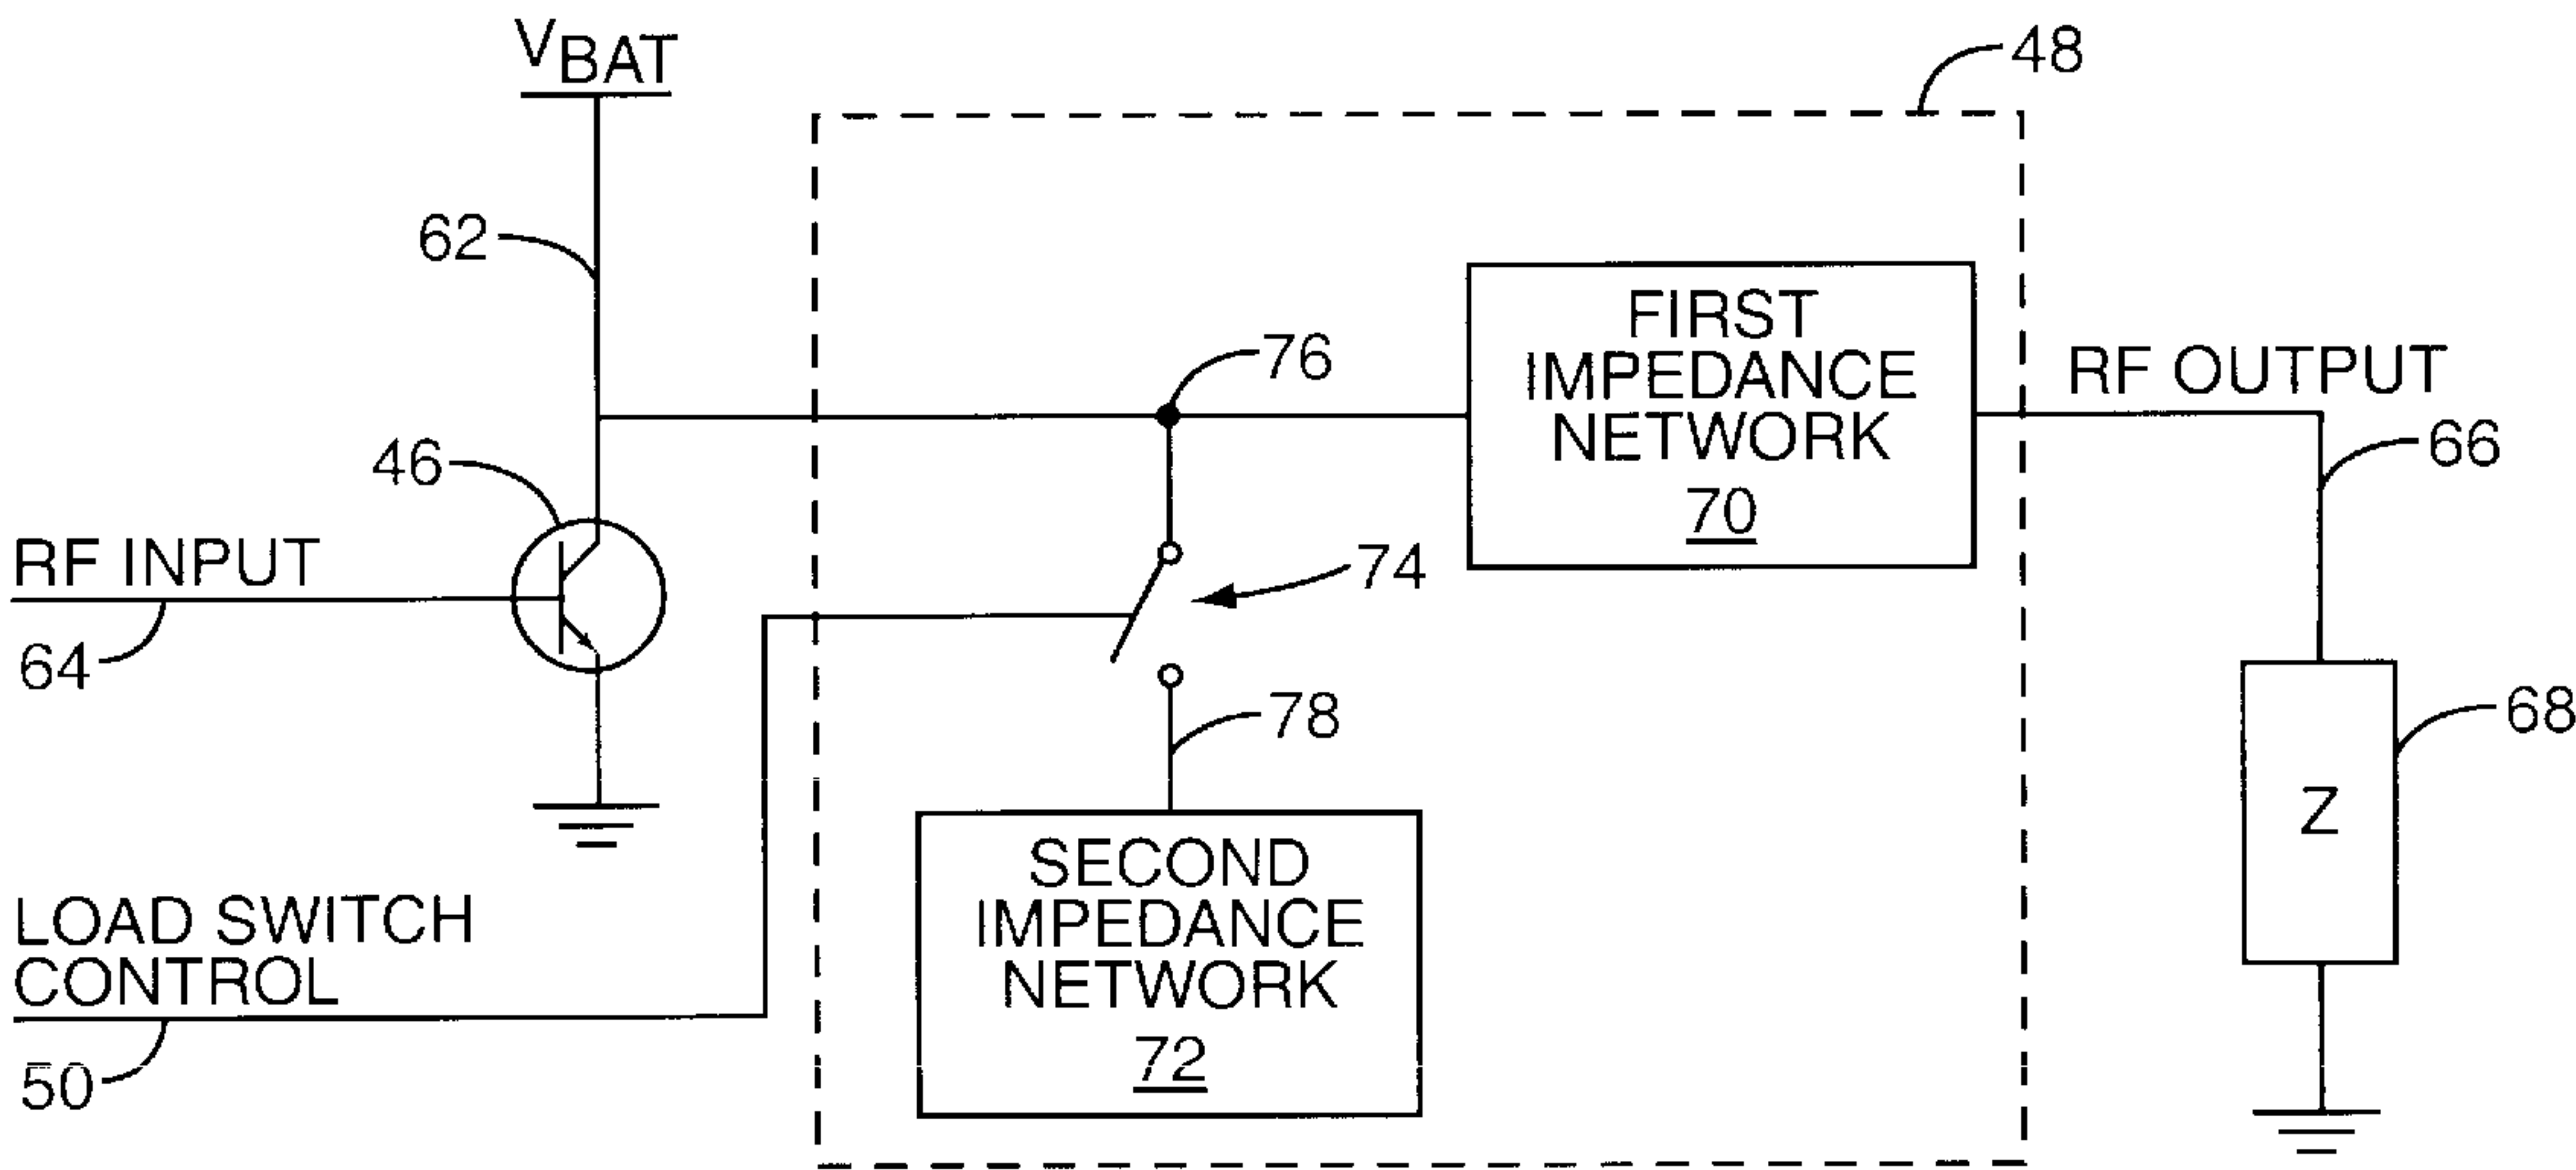 VBAT
48
62
76
FIRST
IMPEDANCE
NETWORK
70
RF OUTPUT
66
46
RF INPUT
64
74
78
68
Z
SECOND
IMPEDANCE
NETWORK
72
LOAD SWITCH
CONTROL
50